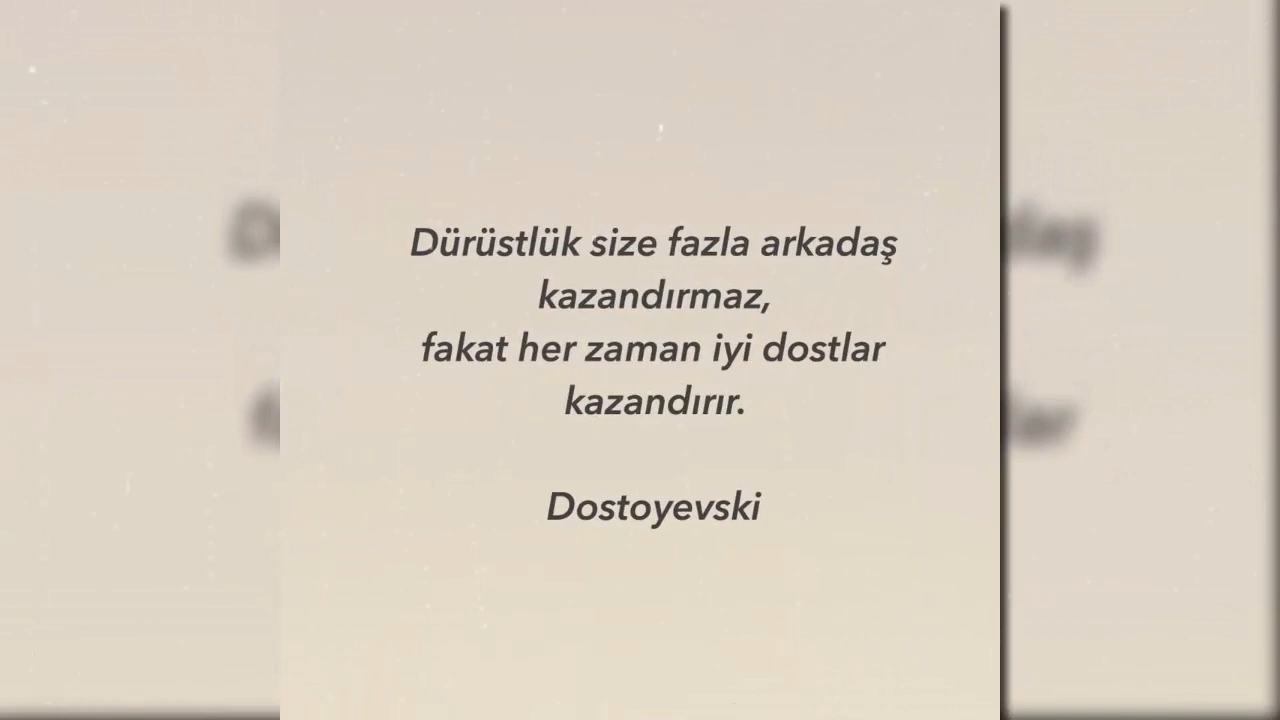 Dürüstlük size fazla arkadaş
kazandırmaz,
fakat her zaman iyi dostlar
kazandırır.
Dostoyevski